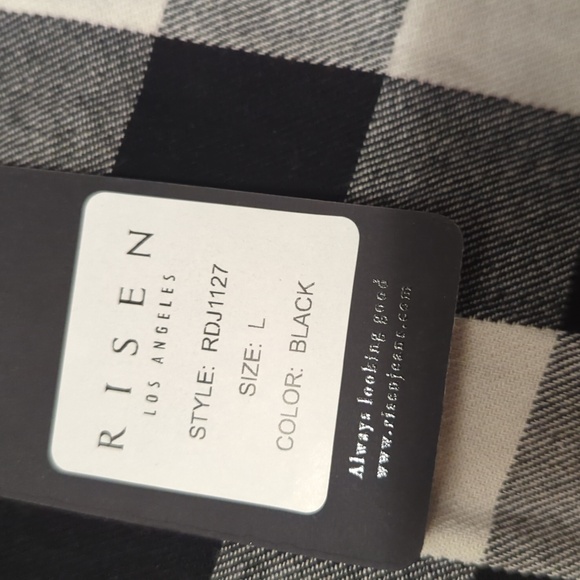 RISEN
LOS ANGELES
STYLE: RDJ1127
SIZE: L
COLOR: BLACK
Always looking good
www.risenjeans.com